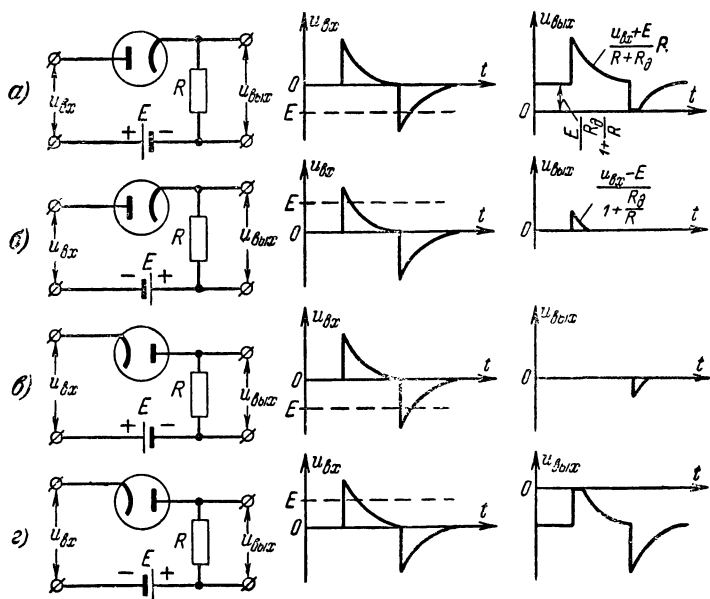 а)
u_вх
+ E −
R
u_вых
u_вх
0
E
t
u_вых
(u_вх+E)/(R+R_д) R
0
E/(1+R_д/R)
t
б)
u_вх
− E +
R
u_вых
u_вх
E
0
t
u_вых
(u_вх−E)/(1+R_д/R)
0
t
в)
u_вх
+ E −
R
u_вых
u_вх
0
E
t
u_вых
0
t
г)
u_вх
− E +
R
u_вых
u_вх
E
0
t
u_вых
0
t